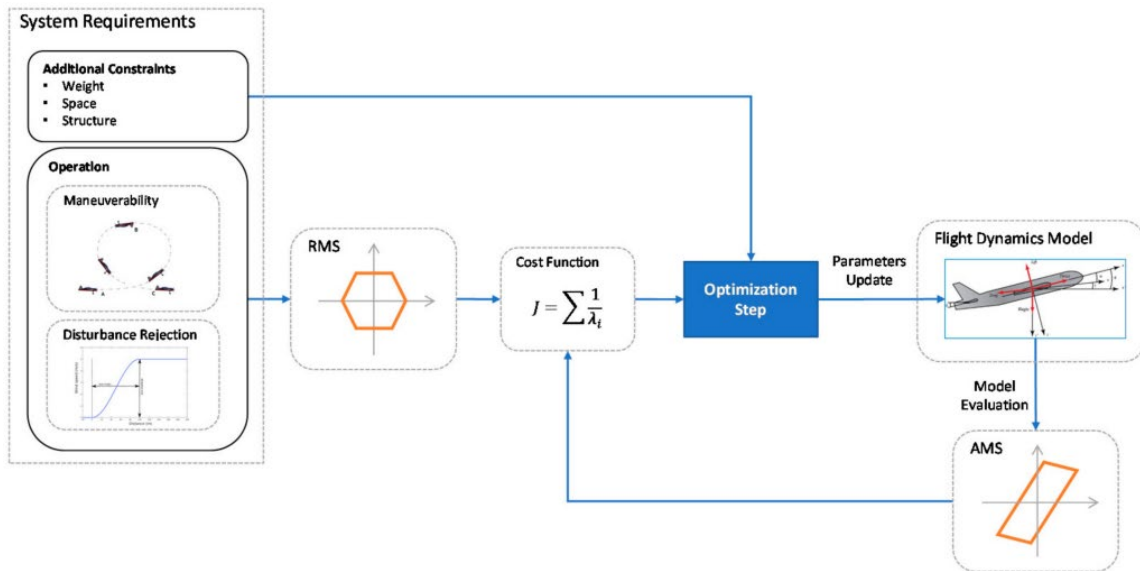 System Requirements
Additional Constraints
▪ Weight
▪ Space
▪ Structure
Operation
Maneuverability
B
A
C
Disturbance Rejection
RMS
Cost Function
J = ∑ 1/λᵢ
Optimization
Step
Parameters
Update
Flight Dynamics Model
Model
Evaluation
AMS